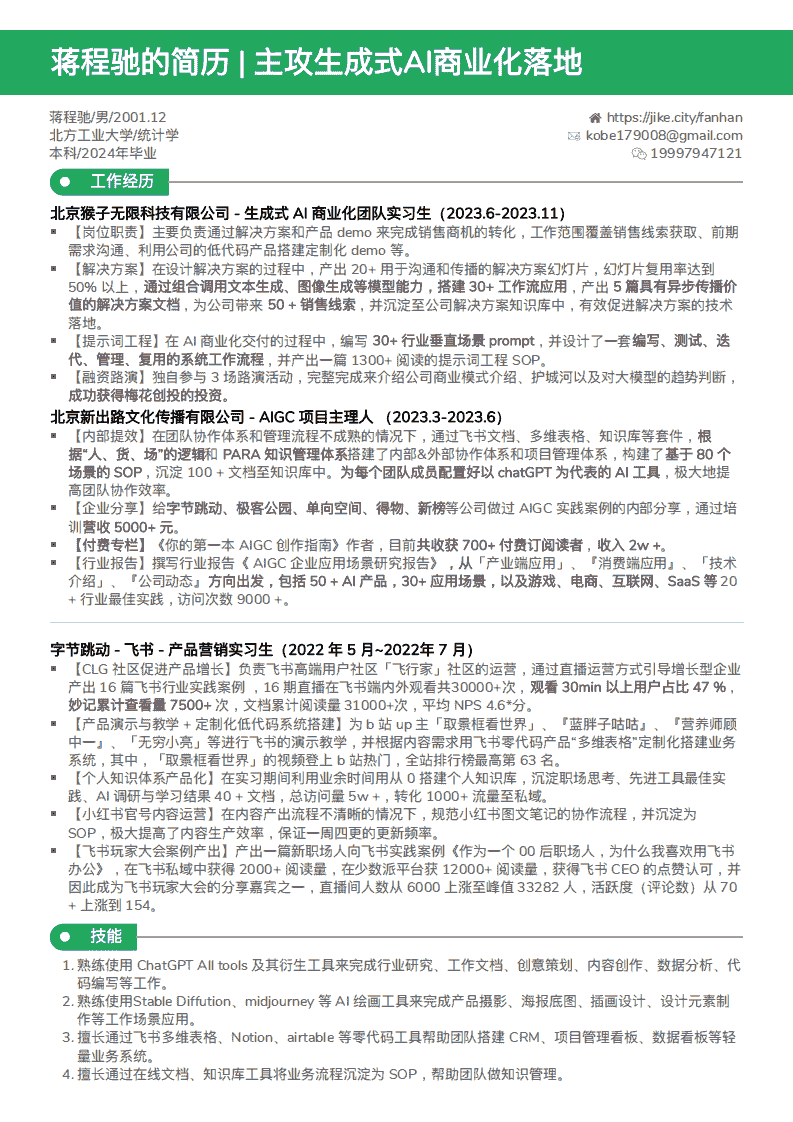 蒋程驰的简历 | 主攻生成式AI商业化落地
蒋程驰/男/2001.12
北方工业大学/统计学
本科/2024年毕业
https://jike.city/fanhan
kobe179008@gmail.com
19997947121
工作经历
北京猴子无限科技有限公司 - 生成式 AI 商业化团队实习生（2023.6-2023.11）
【岗位职责】主要负责通过解决方案和产品 demo 来完成销售商机的转化，工作范围覆盖销售线索获取、前期
需求沟通、利用公司的低代码产品搭建定制化 demo 等。
【解决方案】在设计解决方案的过程中，产出 20+ 用于沟通和传播的解决方案幻灯片，幻灯片复用率达到
50% 以上，通过组合调用文本生成、图像生成等模型能力，搭建 30+ 工作流应用，产出 5 篇具有异步传播价
值的解决方案文档，为公司带来 50 + 销售线索，并沉淀至公司解决方案知识库中，有效促进解决方案的技术
落地。
【提示词工程】在 AI 商业化交付的过程中，编写 30+ 行业垂直场景 prompt，并设计了一套编写、测试、迭
代、管理、复用的系统工作流程，并产出一篇 1300+ 阅读的提示词工程 SOP。
【融资路演】独自参与 3 场路演活动，完整完成来介绍公司商业模式介绍、护城河以及对大模型的趋势判断，
成功获得梅花创投的投资。
北京新出路文化传播有限公司 - AIGC 项目主理人 （2023.3-2023.6）
【内部提效】在团队协作体系和管理流程不成熟的情况下，通过飞书文档、多维表格、知识库等套件，根
据“人、货、场”的逻辑和 PARA 知识管理体系搭建了内部&外部协作体系和项目管理体系，构建了基于 80 个
场景的 SOP，沉淀 100 + 文档至知识库中。为每个团队成员配置好以 chatGPT 为代表的 AI 工具，极大地提
高团队协作效率。
【企业分享】给字节跳动、极客公园、单向空间、得物、新榜等公司做过 AIGC 实践案例的内部分享，通过培
训营收 5000+ 元。
【付费专栏】《你的第一本 AIGC 创作指南》作者，目前共收获 700+ 付费订阅读者，收入 2w +。
【行业报告】撰写行业报告《 AIGC 企业应用场景研究报告》，从「产业端应用」、『消费端应用』、「技术
介绍」、『公司动态』方向出发，包括 50 + AI 产品，30+ 应用场景，以及游戏、电商、互联网、SaaS 等 20
+ 行业最佳实践，访问次数 9000 +。
字节跳动 - 飞书 - 产品营销实习生（2022 年 5 月~2022年 7 月）
【CLG 社区促进产品增长】负责飞书高端用户社区「飞行家」社区的运营，通过直播运营方式引导增长型企业
产出 16 篇飞书行业实践案例 ，16 期直播在飞书端内外观看共30000+次，观看 30min 以上用户占比 47 %，
妙记累计查看量 7500+ 次，文档累计阅读量 31000+次，平均 NPS 4.6*分。
【产品演示与教学 + 定制化低代码系统搭建】为 b 站 up 主「取景框看世界」、『蓝胖子咕咕』、『营养师顾
中一』、「无穷小亮」等进行飞书的演示教学，并根据内容需求用飞书零代码产品“多维表格”定制化搭建业务
系统，其中，「取景框看世界」的视频登上 b 站热门，全站排行榜最高第 63 名。
【个人知识体系产品化】在实习期间利用业余时间用从 0 搭建个人知识库，沉淀职场思考、先进工具最佳实
践、AI 调研与学习结果 40 + 文档，总访问量 5w +，转化 1000+ 流量至私域。
【小红书官号内容运营】在内容产出流程不清晰的情况下，规范小红书图文笔记的协作流程，并沉淀为
SOP，极大提高了内容生产效率，保证一周四更的更新频率。
【飞书玩家大会案例产出】产出一篇新职场人向飞书实践案例《作为一个 00 后职场人，为什么我喜欢用飞书
办公》，在飞书私域中获得 2000+ 阅读量，在少数派平台获 12000+ 阅读量，获得飞书 CEO 的点赞认可，并
因此成为飞书玩家大会的分享嘉宾之一，直播间人数从 6000 上涨至峰值 33282 人，活跃度（评论数）从 70
+ 上涨到 154。
技能
1. 熟练使用 ChatGPT All tools 及其衍生工具来完成行业研究、工作文档、创意策划、内容创作、数据分析、代
码编写等工作。
2. 熟练使用Stable Diffution、midjourney 等 AI 绘画工具来完成产品摄影、海报底图、插画设计、设计元素制
作等工作场景应用。
3. 擅长通过飞书多维表格、Notion、airtable 等零代码工具帮助团队搭建 CRM、项目管理看板、数据看板等轻
量业务系统。
4. 擅长通过在线文档、知识库工具将业务流程沉淀为 SOP，帮助团队做知识管理。